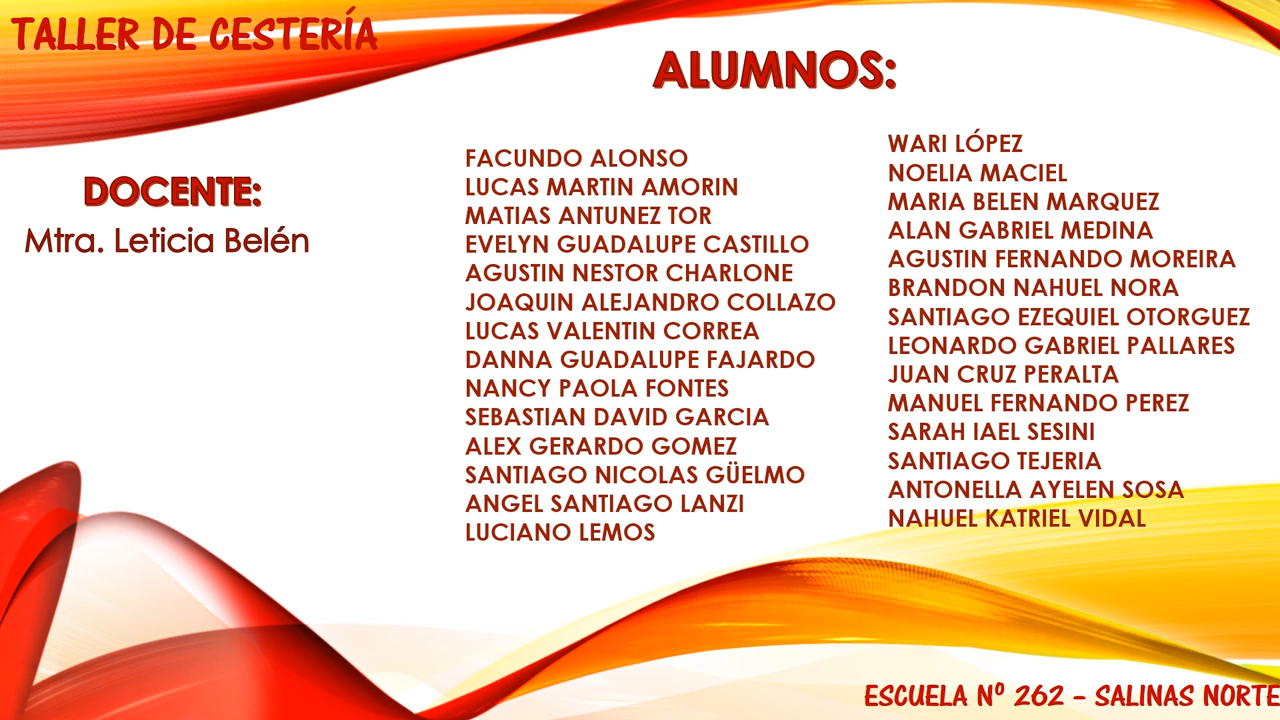 TALLER DE CESTERÍA
DOCENTE:
Mtra. Leticia Belén
ALUMNOS:
FACUNDO ALONSO
LUCAS MARTIN AMORIN
MATIAS ANTUNEZ TOR
EVELYN GUADALUPE CASTILLO
AGUSTIN NESTOR CHARLONE
JOAQUIN ALEJANDRO COLLAZO
LUCAS VALENTIN CORREA
DANNA GUADALUPE FAJARDO
NANCY PAOLA FONTES
SEBASTIAN DAVID GARCIA
ALEX GERARDO GOMEZ
SANTIAGO NICOLAS GÜELMO
ANGEL SANTIAGO LANZI
LUCIANO LEMOS
WARI LÓPEZ
NOELIA MACIEL
MARIA BELEN MARQUEZ
ALAN GABRIEL MEDINA
AGUSTIN FERNANDO MOREIRA
BRANDON NAHUEL NORA
SANTIAGO EZEQUIEL OTORGUEZ
LEONARDO GABRIEL PALLARES
JUAN CRUZ PERALTA
MANUEL FERNANDO PEREZ
SARAH IAEL SESINI
SANTIAGO TEJERIA
ANTONELLA AYELEN SOSA
NAHUEL KATRIEL VIDAL
ESCUELA Nº 262 - SALINAS NORTE